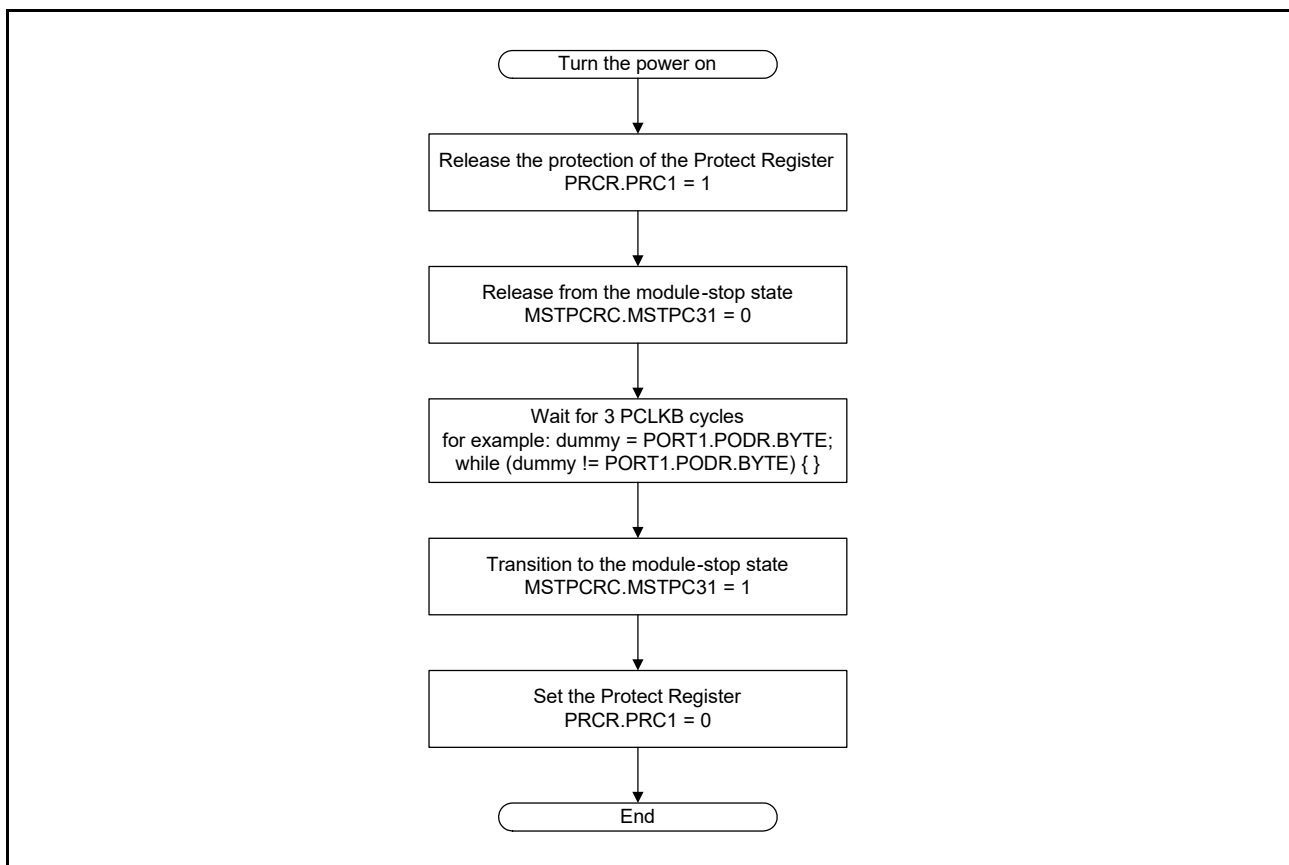 Turn the power on
Release the protection of the Protect Register
PRCR.PRC1 = 1
Release from the module-stop state
MSTPCRC.MSTPC31 = 0
Wait for 3 PCLKB cycles
for example: dummy = PORT1.PODR.BYTE;
while (dummy != PORT1.PODR.BYTE) { }
Transition to the module-stop state
MSTPCRC.MSTPC31 = 1
Set the Protect Register
PRCR.PRC1 = 0
End